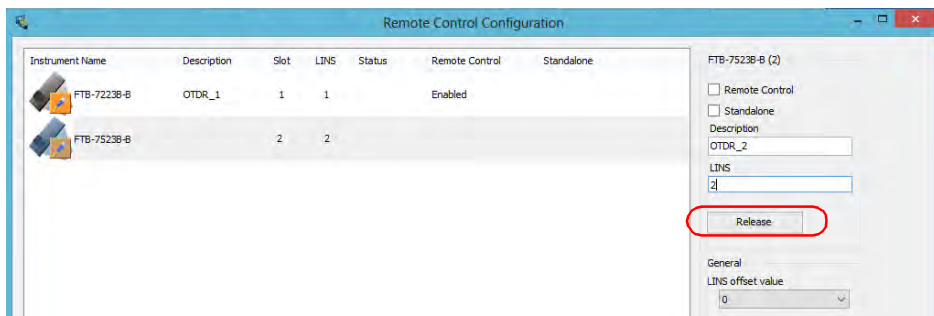 Remote Control Configuration
Instrument Name Description Slot LINS Status Remote Control Standalone
FTB-7223B-B OTDR_1 1 1 Enabled
FTB-7523B-B 2 2
FTB-7523B-B (2)
Remote Control
Standalone
Description
OTDR_2
LINS
2
Release
General
LINS offset value
0